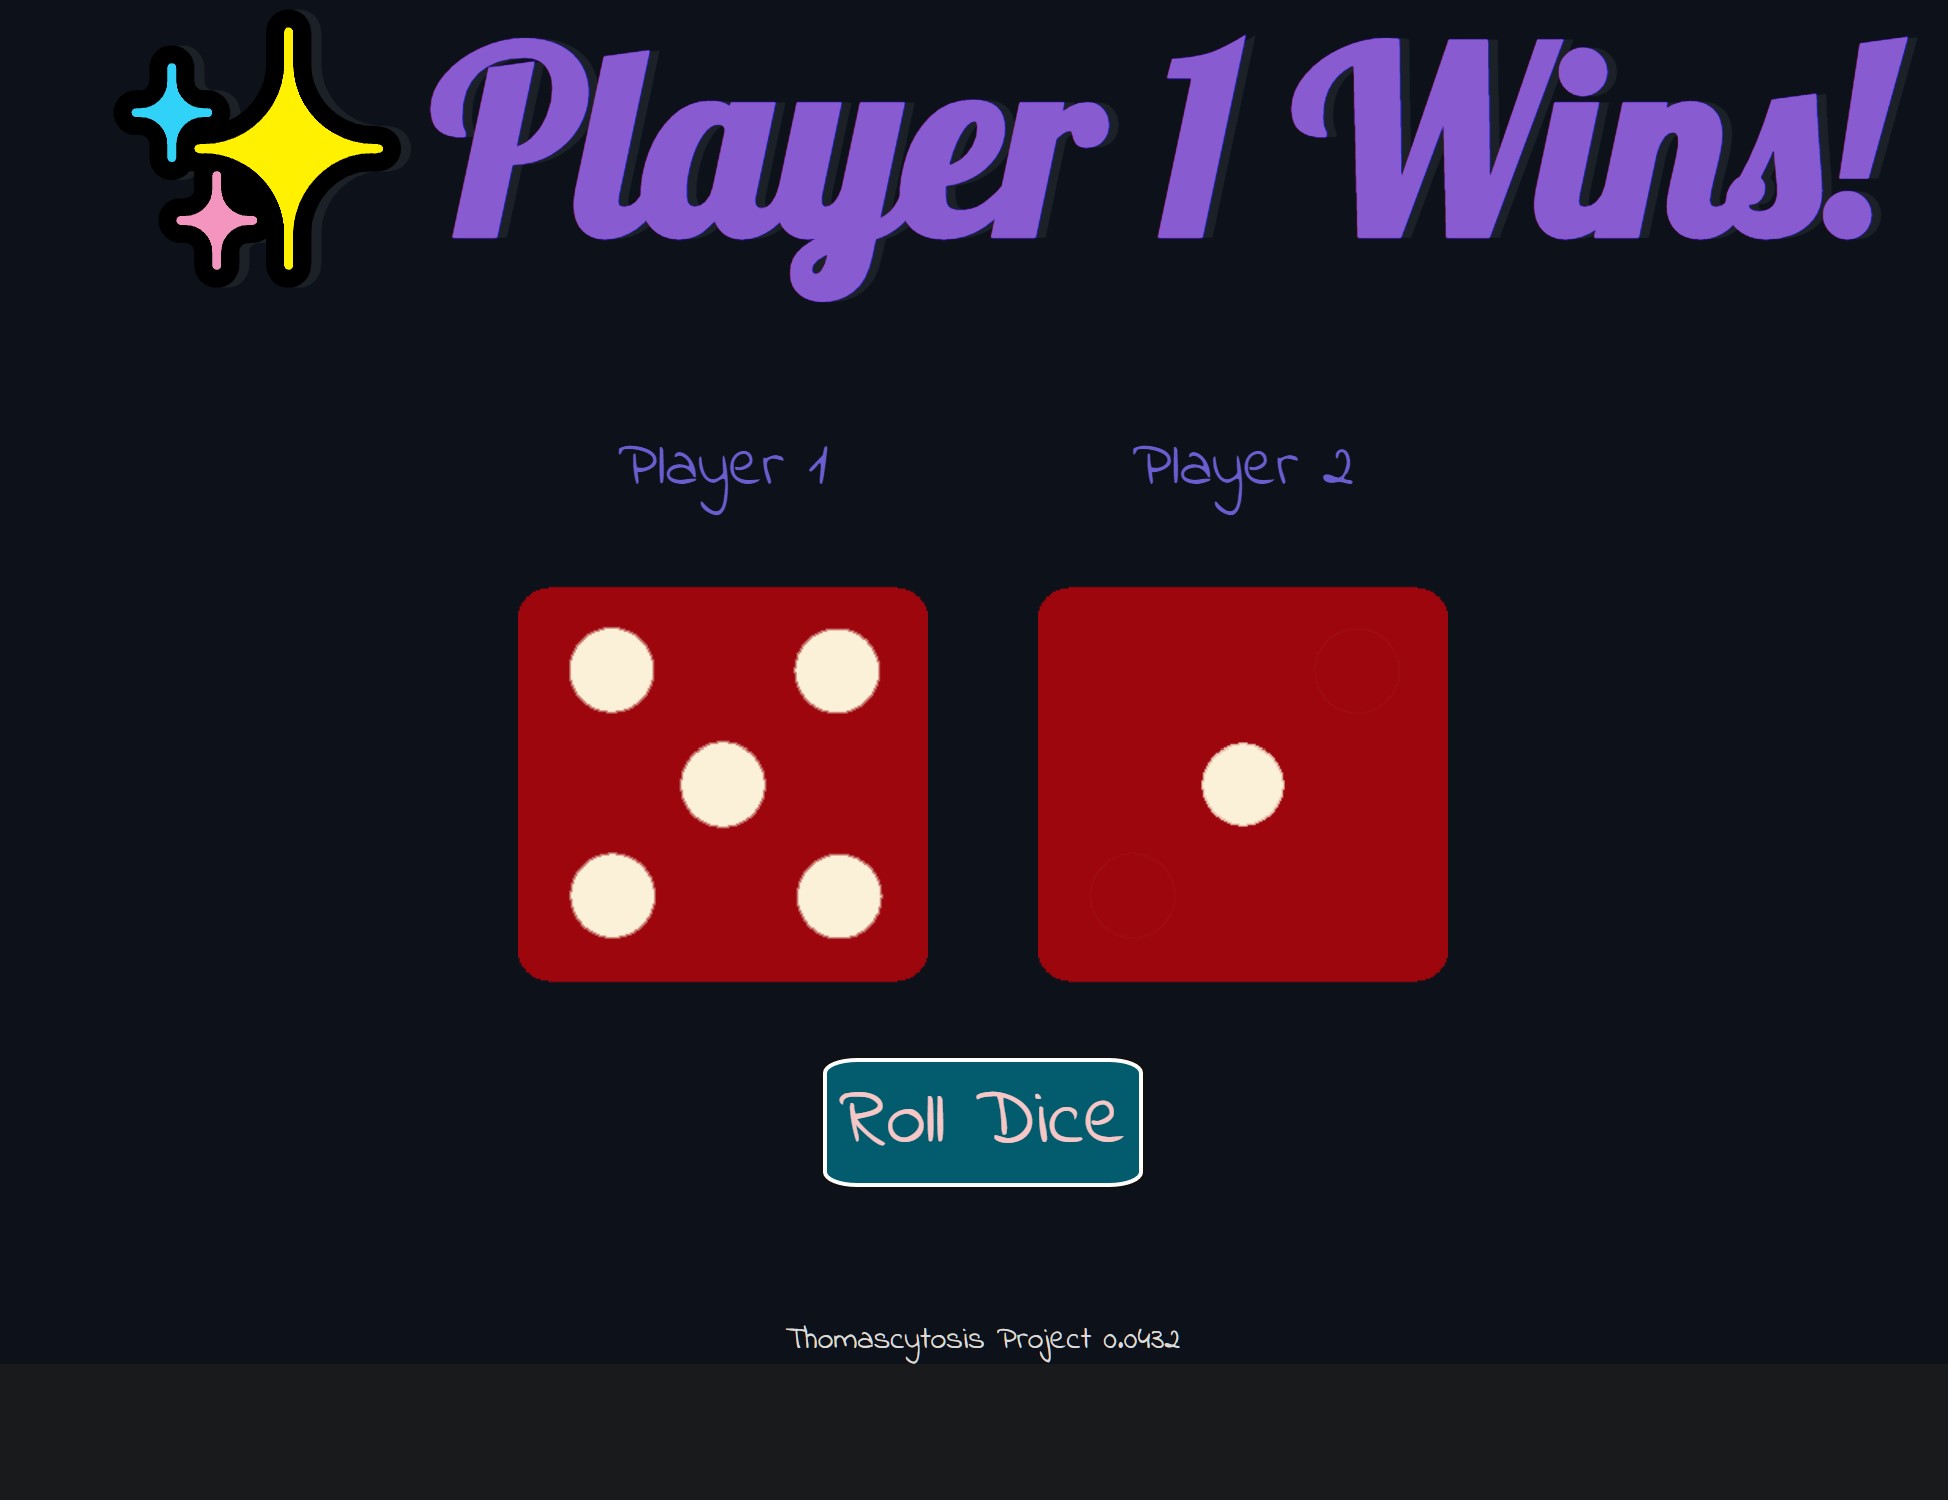 Player 1 Wins!
Player 1
Player 2
Roll Dice
Thomascytosis Project 0.0432